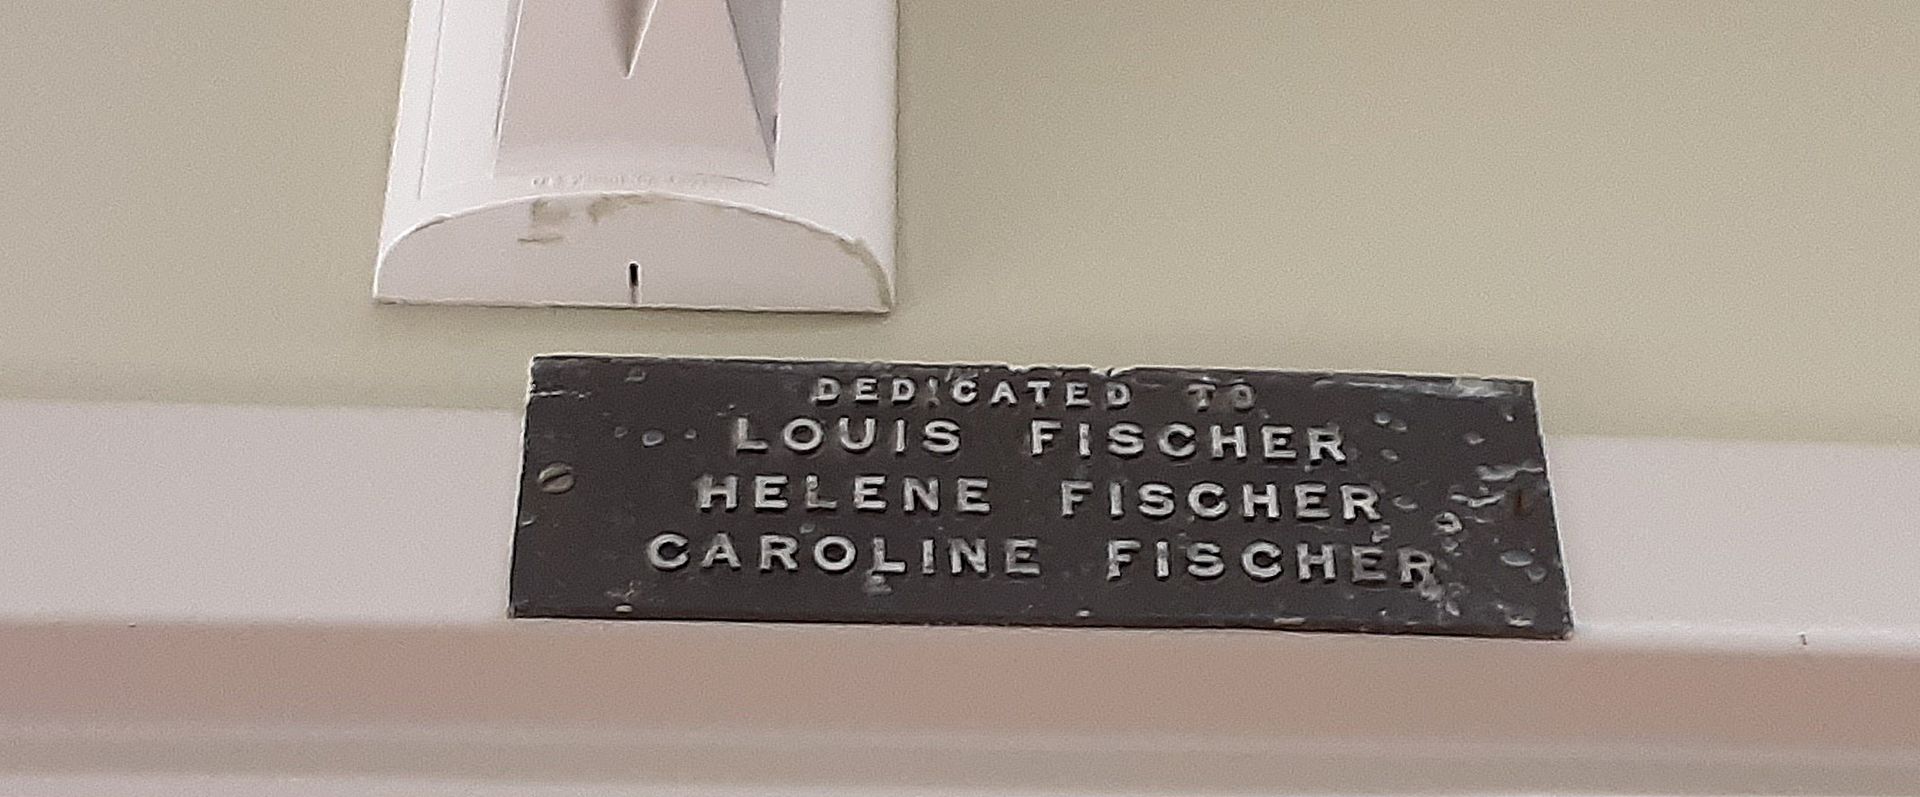 DEDICATED TO
LOUIS FISCHER
HELENE FISCHER
CAROLINE FISCHER